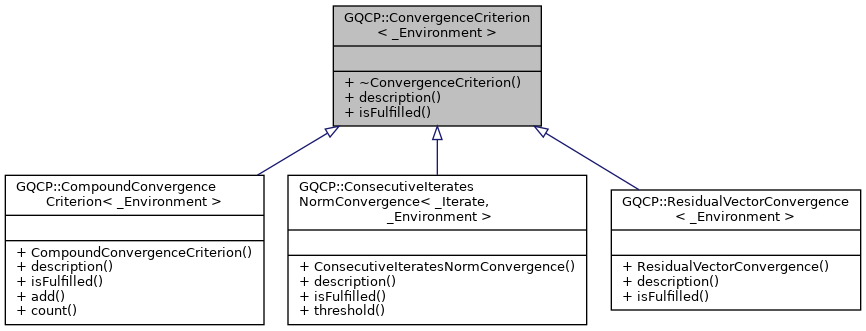 GQCP::ConvergenceCriterion
< _Environment >
+ ~ConvergenceCriterion()
+ description()
+ isFulfilled()
GQCP::CompoundConvergence
Criterion< _Environment >
+ CompoundConvergenceCriterion()
+ description()
+ isFulfilled()
+ add()
+ count()
GQCP::ConsecutiveIterates
NormConvergence< _Iterate,
_Environment >
+ ConsecutiveIteratesNormConvergence()
+ description()
+ isFulfilled()
+ threshold()
GQCP::ResidualVectorConvergence
< _Environment >
+ ResidualVectorConvergence()
+ description()
+ isFulfilled()